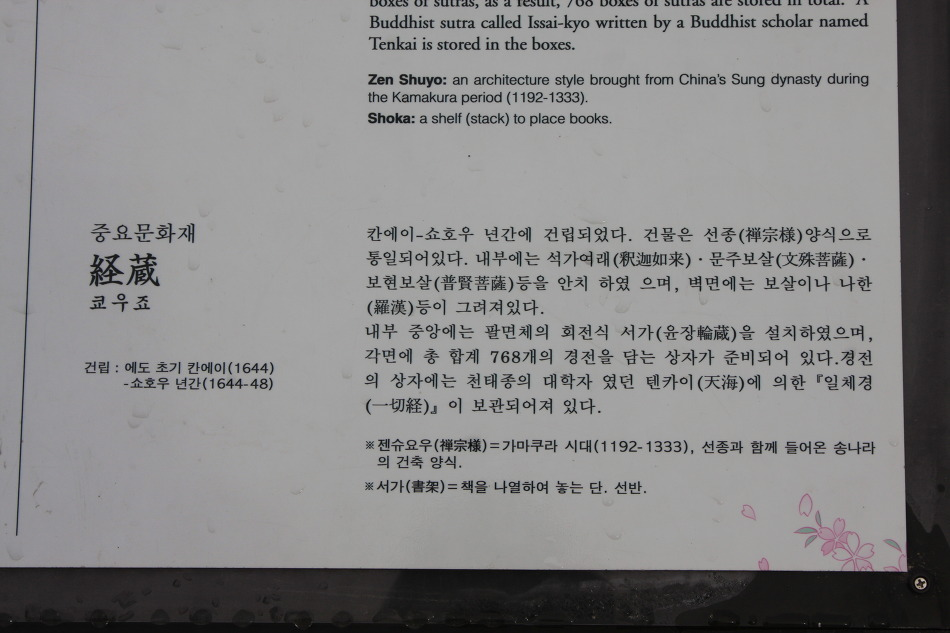 boxes of sutras, as a result, 768 boxes of sutras are stored in total. A
Buddhist sutra called Issai-kyo written by a Buddhist scholar named
Tenkai is stored in the boxes.
Zen Shuyo: an architecture style brought from China's Sung dynasty during
the Kamakura period (1192-1333).
Shoka: a shelf (stack) to place books.
중요문화재
経蔵
쿄우죠
건립 : 에도 초기 칸에이(1644)
-쇼호우 년간(1644-48)
칸에이-쇼호우 년간에 건립되었다. 건물은 선종(禅宗様)양식으로
통일되어있다. 내부에는 석가여래(釈迦如来)・문주보살(文殊菩薩)・
보현보살(普賢菩薩)등을 안치 하였 으며, 벽면에는 보살이나 나한
(羅漢)등이 그려져있다.
내부 중앙에는 팔면체의 회전식 서가(윤장輪蔵)을 설치하였으며,
각면에 총 합계 768개의 경전을 담는 상자가 준비되어 있다.경전
의 상자에는 천태종의 대학자 였던 텐카이(天海)에 의한『일체경
(一切経)』이 보관되어져 있다.
※젠슈요우(禅宗様)=가마쿠라 시대(1192-1333), 선종과 함께 들어온 송나라
의 건축 양식.
※서가(書架)=책을 나열하여 놓는 단. 선반.